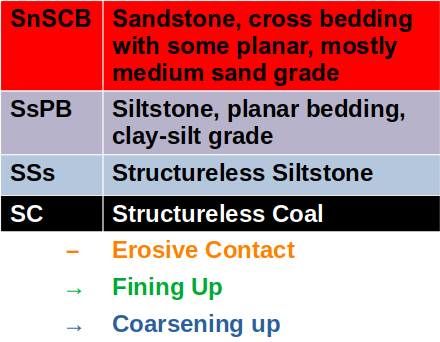 SnSCB Sandstone, cross bedding
with some planar, mostly
medium sand grade
SsPB Siltstone, planar bedding,
clay-silt grade
SSs Structureless Siltstone
SC Structureless Coal
– Erosive Contact
→ Fining Up
→ Coarsening up